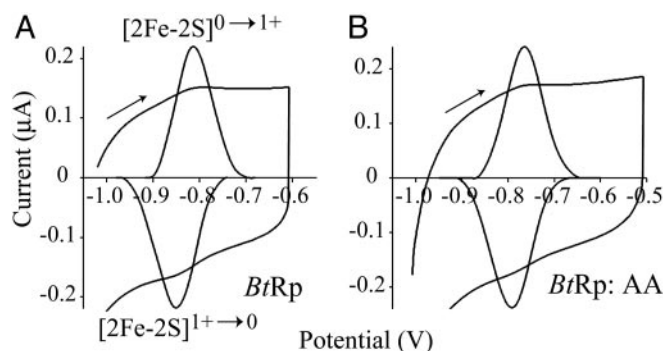 A
B
[2Fe-2S]0→1+
0.2
0.2
0.1
0.1
0
0
-1.0
-0.9
-0.8
-0.7
-0.6
-1.0
-0.9
-0.8
-0.7
-0.6
-0.5
-0.1
-0.1
-0.2
-0.2
Current (µA)
BtRp
BtRp: AA
[2Fe-2S]1+→0
Potential (V)